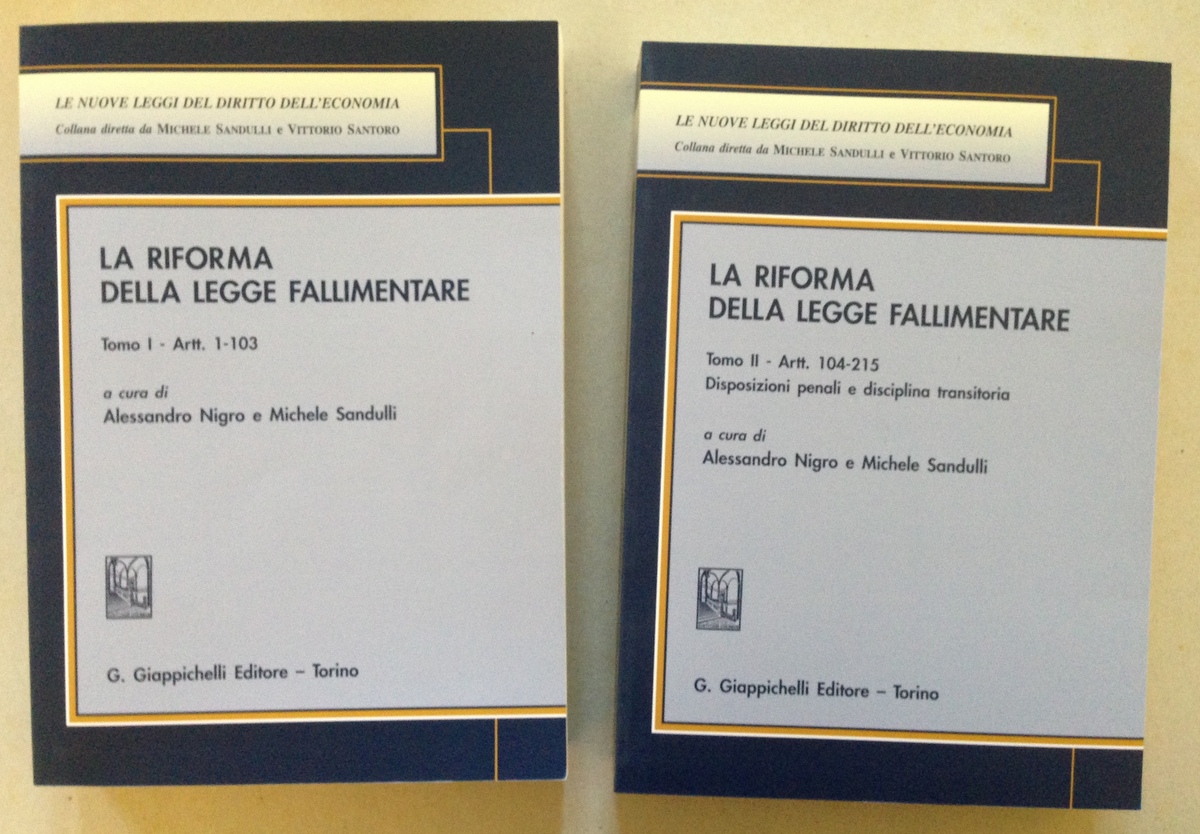 LE NUOVE LEGGI DEL DIRITTO DELL'ECONOMIA
Collana diretta da MICHELE SANDULLI e VITTORIO SANTORO
LA RIFORMA
DELLA LEGGE FALLIMENTARE
Tomo I - Artt. 1-103
a cura di
Alessandro Nigro e Michele Sandulli
G. Giappichelli Editore – Torino
LE NUOVE LEGGI DEL DIRITTO DELL'ECONOMIA
Collana diretta da MICHELE SANDULLI e VITTORIO SANTORO
LA RIFORMA
DELLA LEGGE FALLIMENTARE
Tomo II - Artt. 104-215
Disposizioni penali e disciplina transitoria
a cura di
Alessandro Nigro e Michele Sandulli
G. Giappichelli Editore – Torino